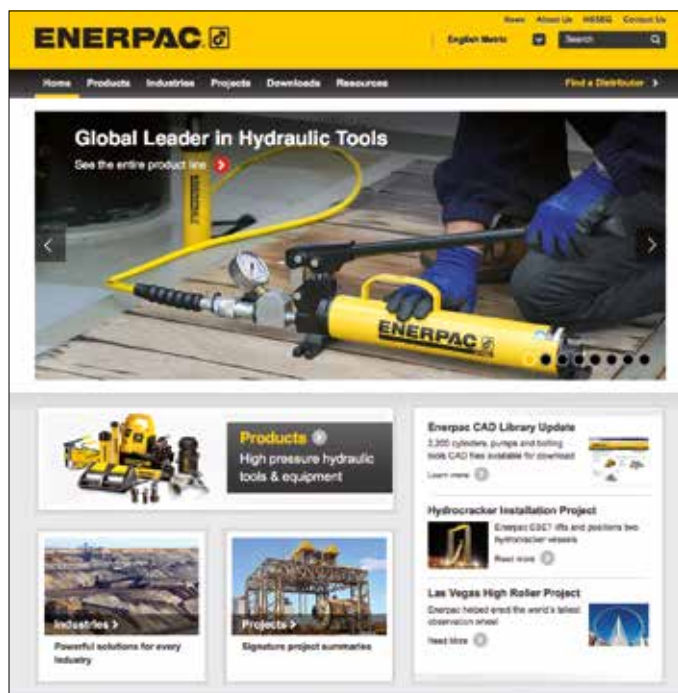 News About Us Contact Us
ENERPAC
English Metric
Search
Home Products Industries Projects Downloads Resources
Find a Distributor
Global Leader in Hydraulic Tools
See the entire product line
ENERPAC
Products
High pressure hydraulic
tools & equipment
Industries
Powerful solutions for every
industry
Projects
Signature project summaries
Enerpac CAD Library Update
2,200 cylinders, pumps and bolting
tools CAD files available for download
Learn more
Hydrocracker Installation Project
Enerpac lifts and positions two
hydrocracker vessels
Read more
Las Vegas High Roller Project
Enerpac helped erect the world's tallest
observation wheel
Read More